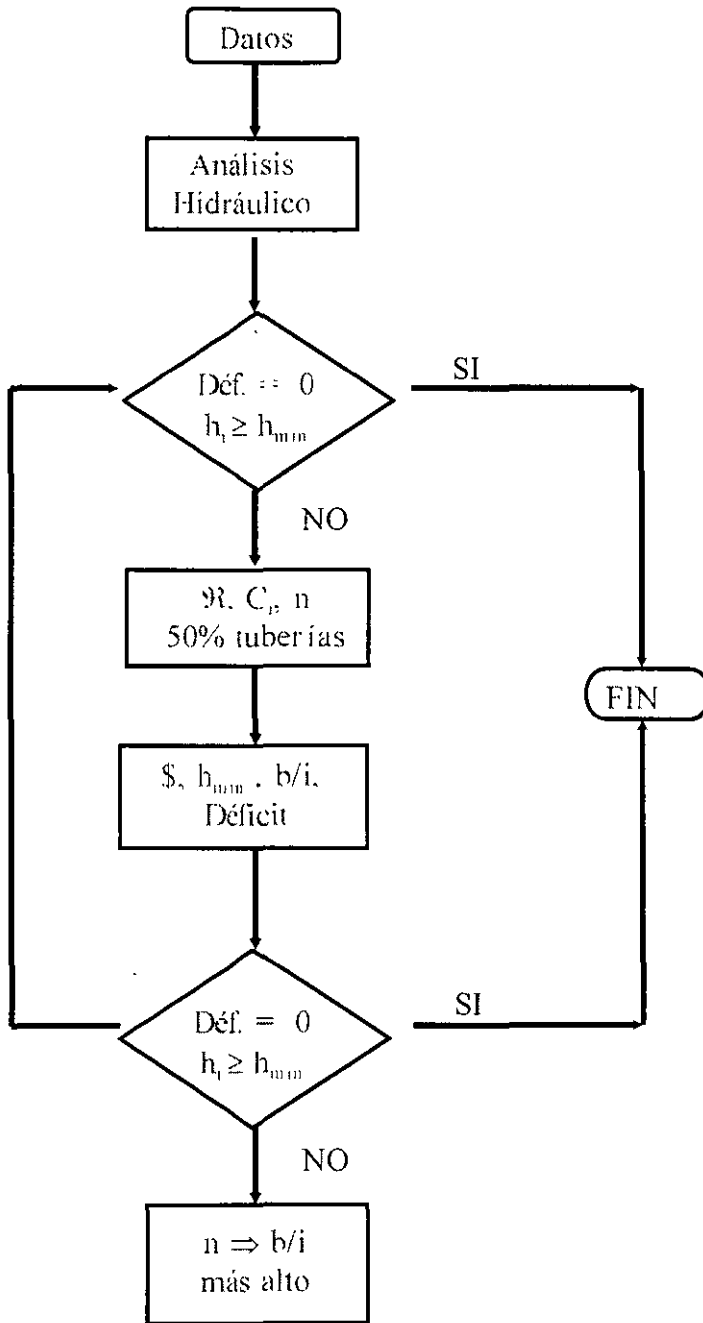 Datos
Análisis
Hidráulico
Déf. = 0
SI
hᵢ ≥ hₘᵢₙ
NO
ℜ, Cᵣ, n
50% tuberías
FIN
$, hₘᵢₙ, b/i,
Déficit
Déf. = 0
SI
hᵢ ≥ hₘᵢₙ
NO
n ⇒ b/i
más alto